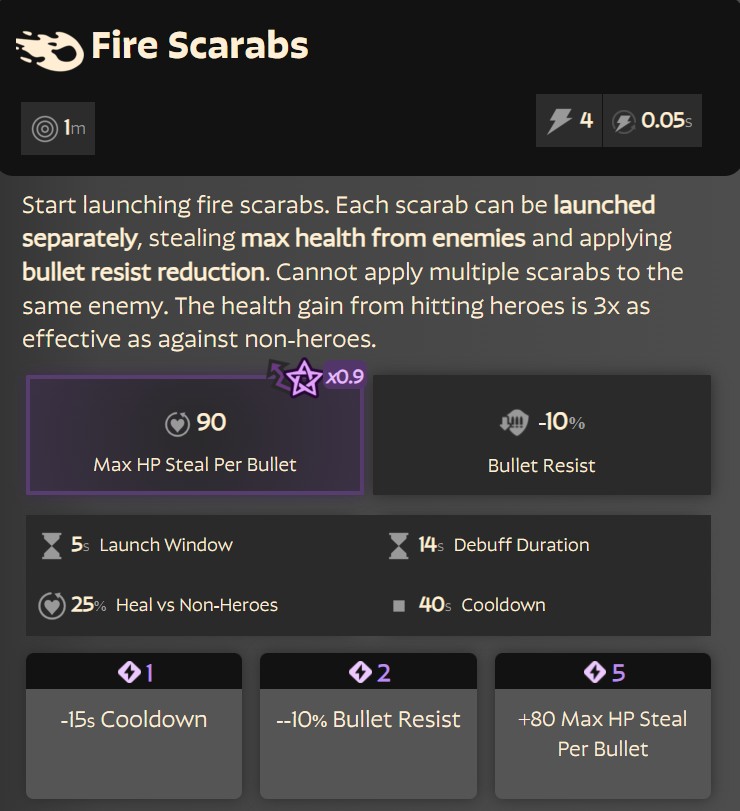 Fire Scarabs
1m
4
0.05s
Start launching fire scarabs. Each scarab can be launched
separately, stealing max health from enemies and applying
bullet resist reduction. Cannot apply multiple scarabs to the
same enemy. The health gain from hitting heroes is 3x as
effective as against non-heroes.
x0.9
90
Max HP Steal Per Bullet
-10%
Bullet Resist
5s Launch Window
14s Debuff Duration
25% Heal vs Non-Heroes
40s Cooldown
1
-15s Cooldown
2
--10% Bullet Resist
5
+80 Max HP Steal
Per Bullet